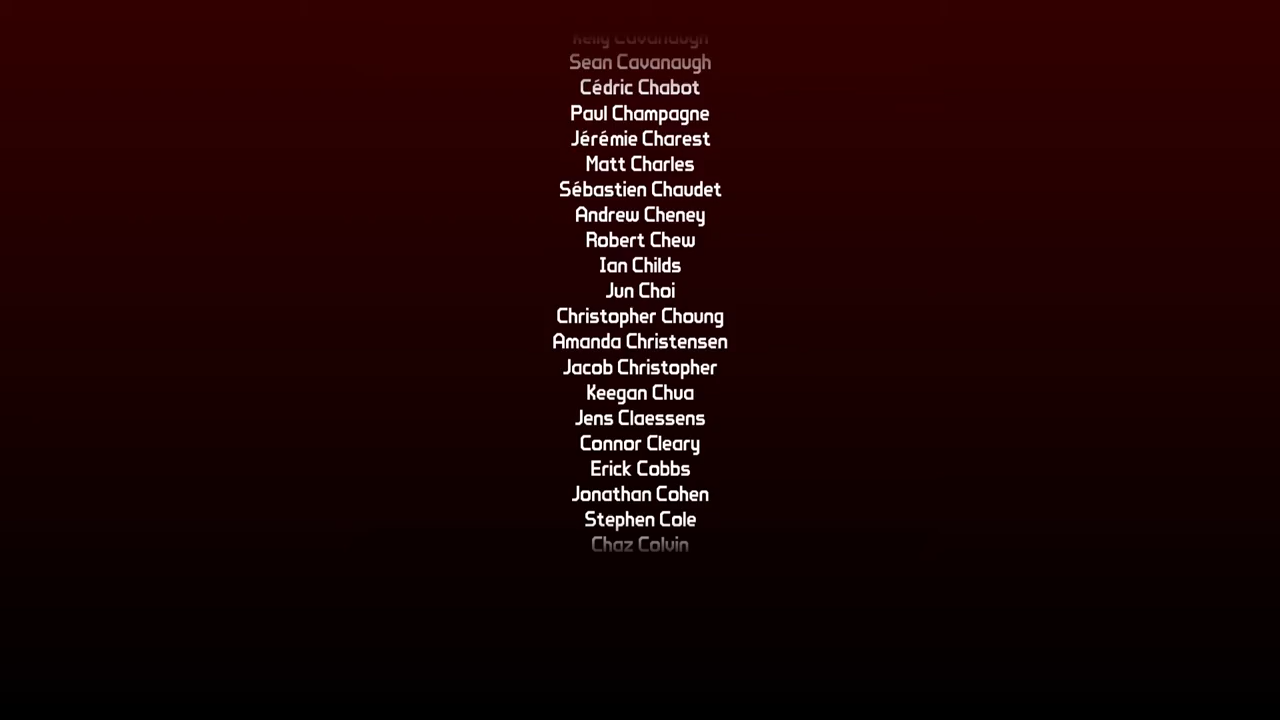 Kelly Cavanaugh
Sean Cavanaugh
Cédric Chabot
Paul Champagne
Jérémie Charest
Matt Charles
Sébastien Chaudet
Andrew Cheney
Robert Chew
Ian Childs
Jun Choi
Christopher Choung
Amanda Christensen
Jacob Christopher
Keegan Chua
Jens Claessens
Connor Cleary
Erick Cobbs
Jonathan Cohen
Stephen Cole
Chaz Colvin